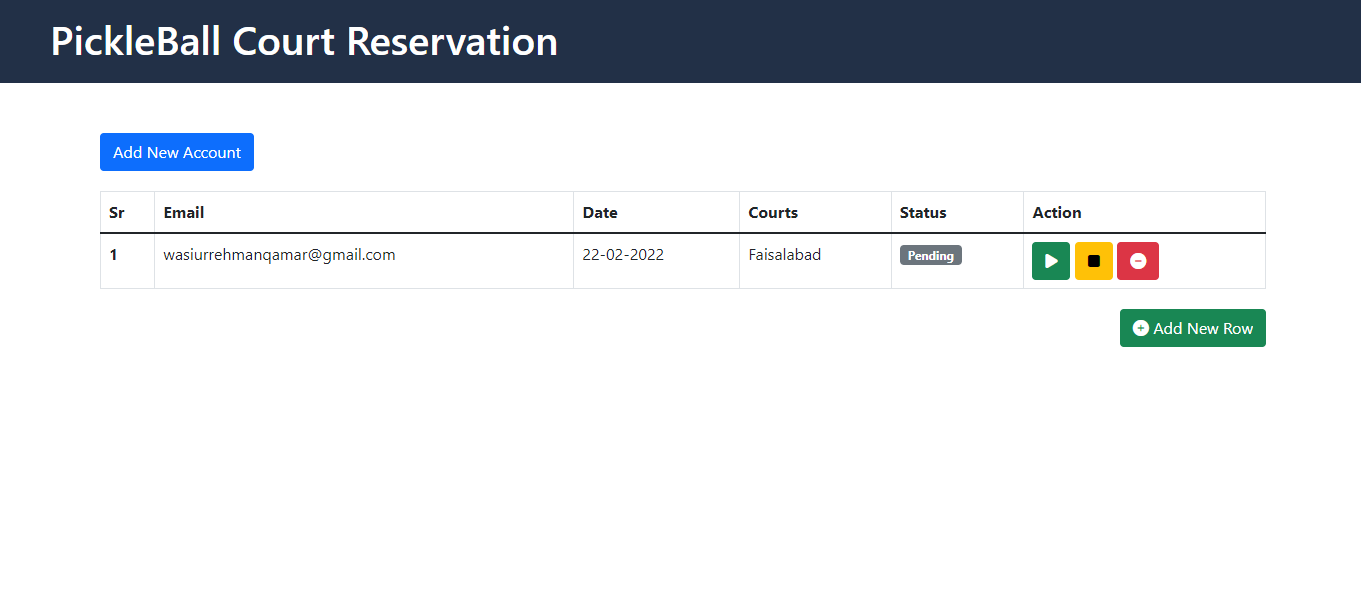 PickleBall Court Reservation
Add New Account
Sr Email Date Courts Status Action
1 wasiurrehmanqamar@gmail.com 22-02-2022 Faisalabad Pending
Add New Row